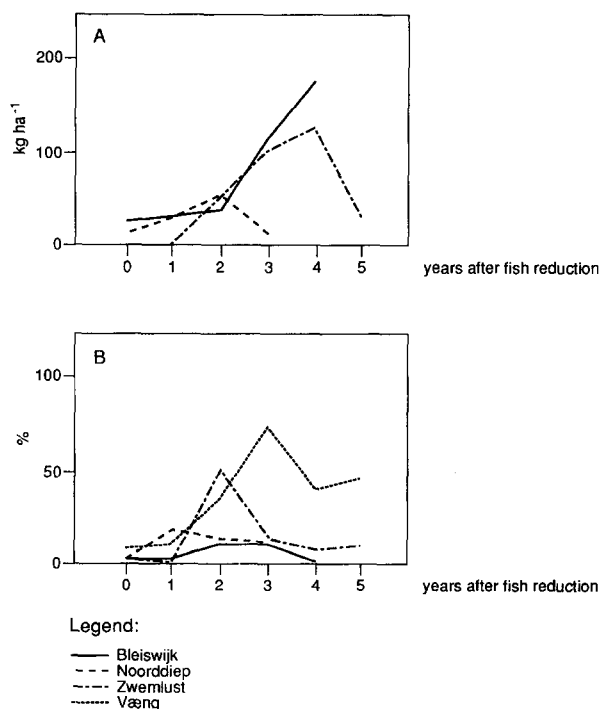 A
200
100
0
kg ha⁻¹
0 1 2 3 4 5
years after fish reduction
B
100
50
0
%
0 1 2 3 4 5
years after fish reduction
Legend:
Bleiswijk
Noorddiep
Zwemlust
Væng